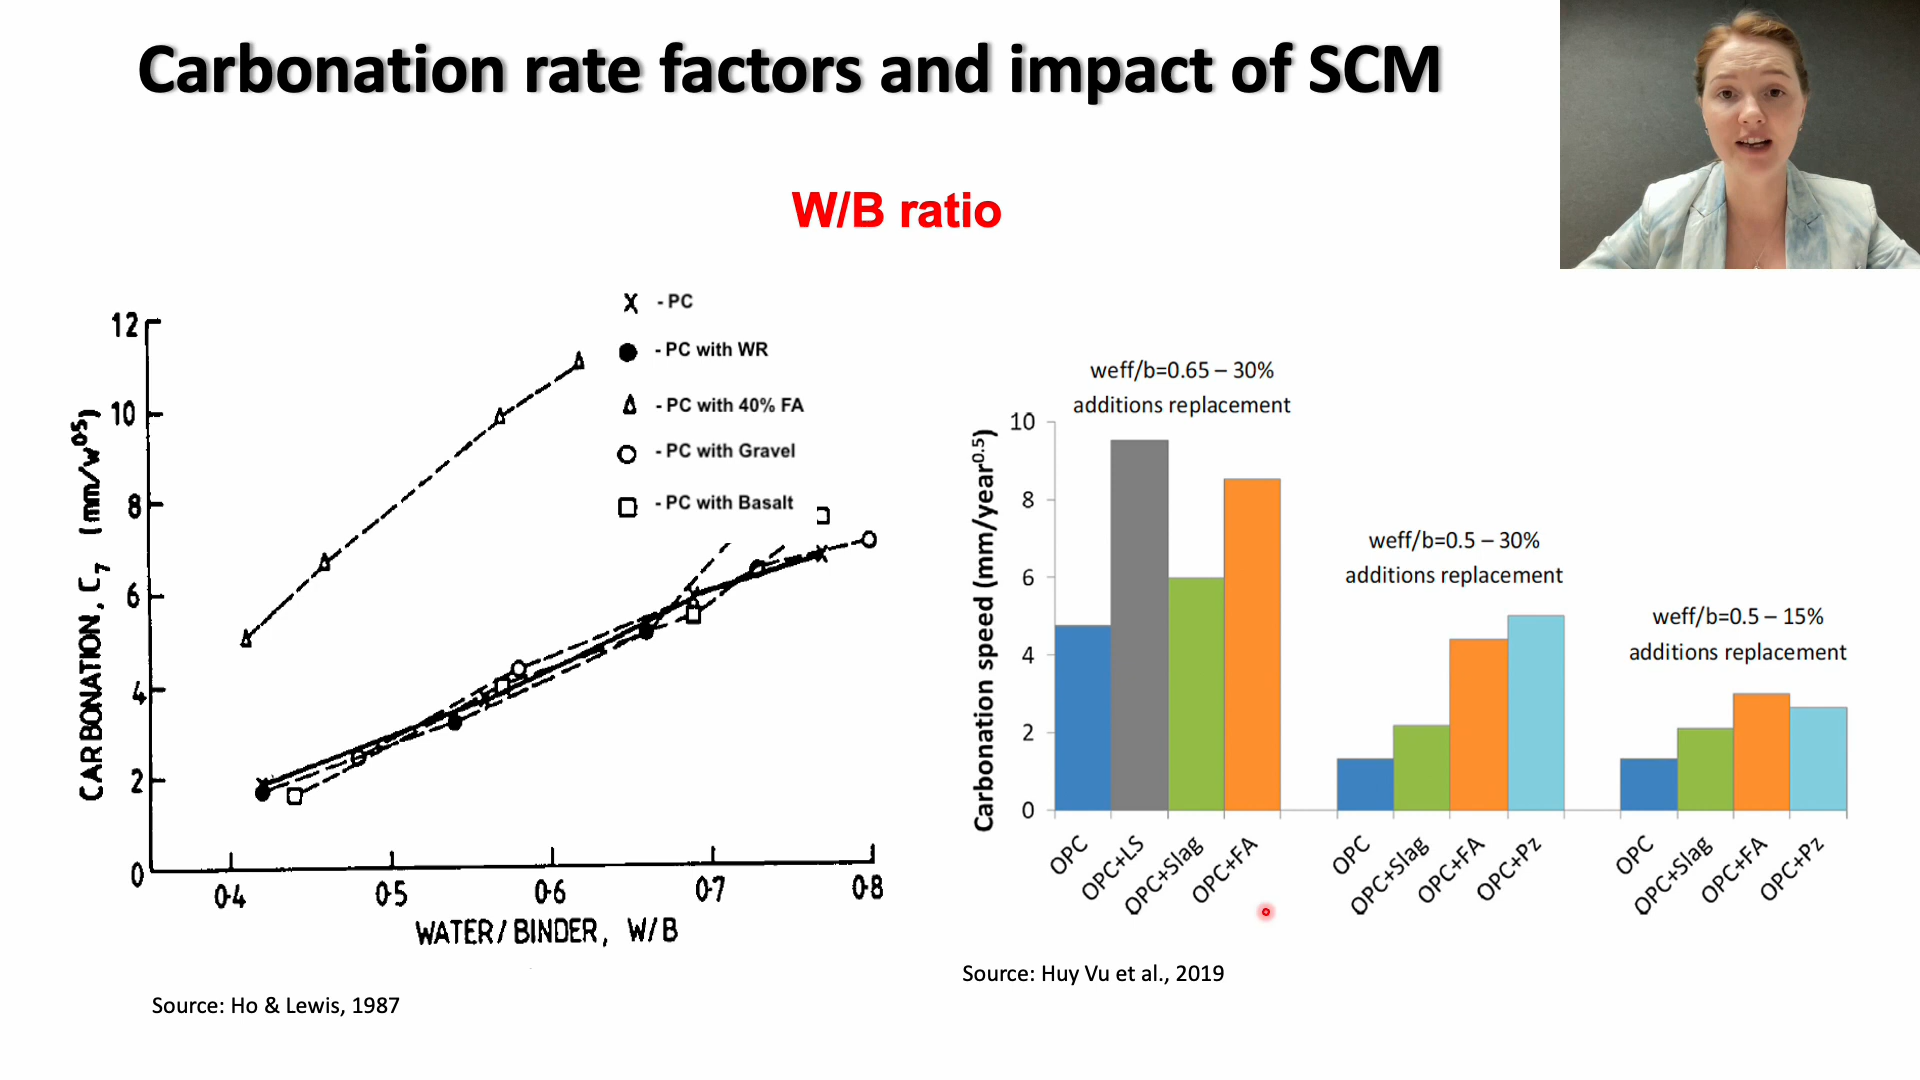 Carbonation rate factors and impact of SCM
W/B ratio
X - PC
- PC with WR
- PC with 40% FA
- PC with Gravel
- PC with Basalt
CARBONATION, C7 (mm/w^0.5)
12
10
8
6
4
2
0
0.4
0.5
0.6
0.7
0.8
WATER/BINDER, W/B
Source: Ho & Lewis, 1987
weff/b=0.65 – 30%
additions replacement
weff/b=0.5 – 30%
additions replacement
weff/b=0.5 – 15%
additions replacement
Carbonation speed (mm/year^0.5)
10
8
6
4
2
0
OPC
OPC+LS
OPC+Slag
OPC+FA
OPC
OPC+Slag
OPC+FA
OPC+Pz
OPC
OPC+Slag
OPC+FA
OPC+Pz
Source: Huy Vu et al., 2019